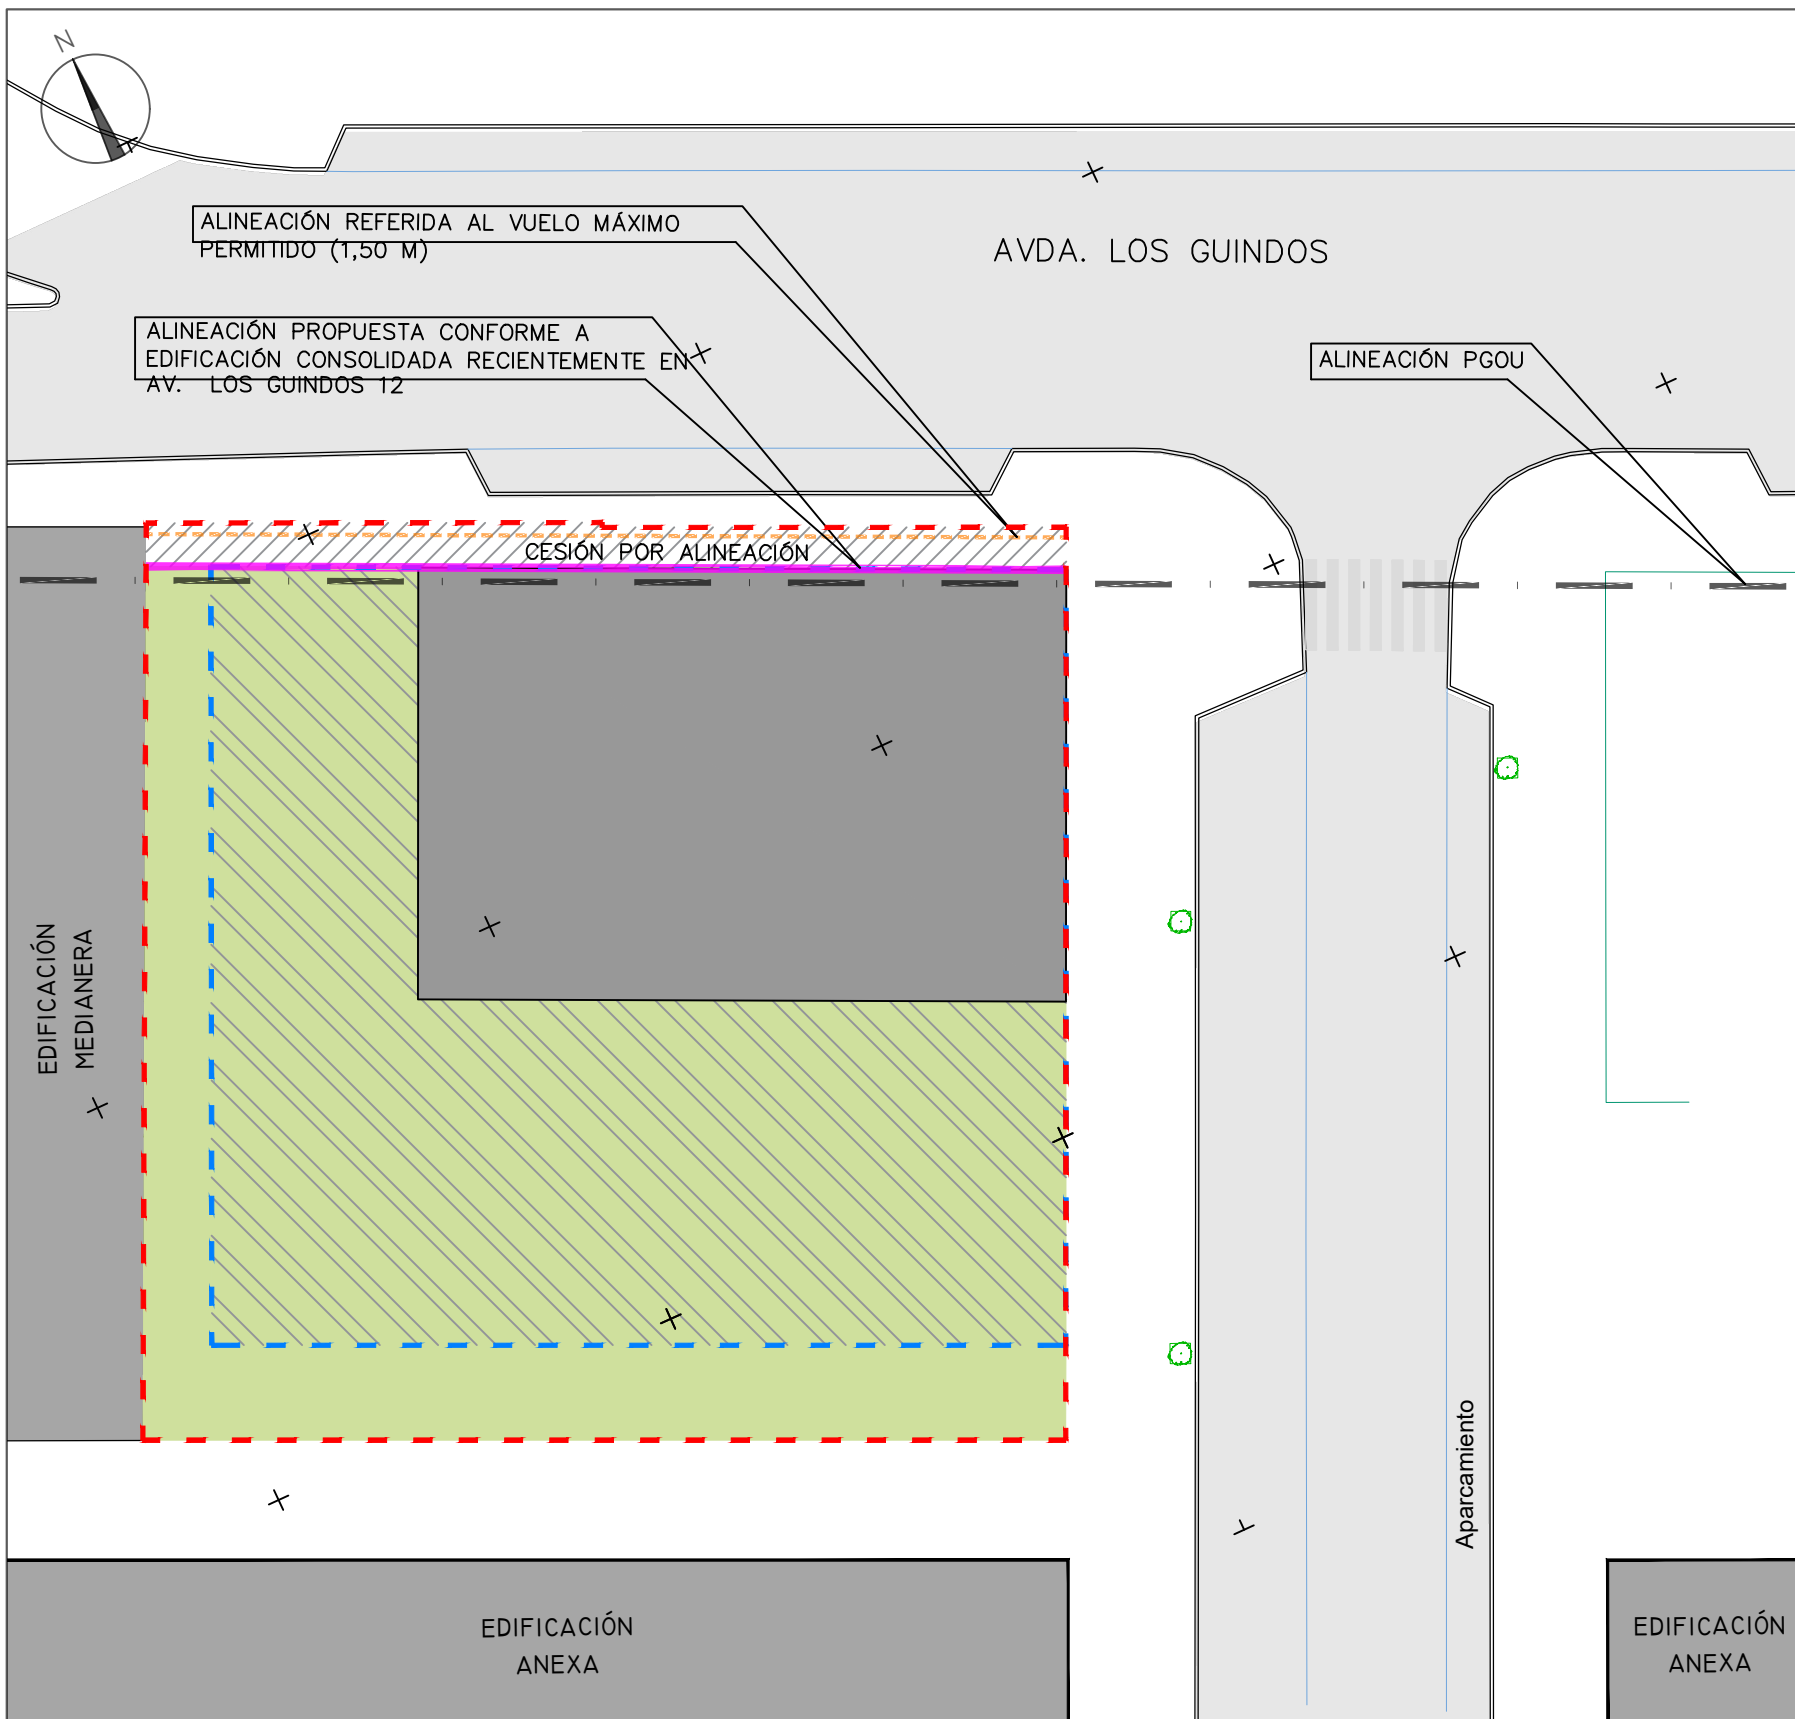 N
ALINEACIÓN REFERIDA AL VUELO MÁXIMO
PERMITIDO (1,50 M)
AVDA. LOS GUINDOS
ALINEACIÓN PROPUESTA CONFORME A
EDIFICACIÓN CONSOLIDADA RECIENTEMENTE EN
AV. LOS GUINDOS 12
ALINEACIÓN PGOU
CESIÓN POR ALINEACIÓN
EDIFICACIÓN
MEDIANERA
Aparcamiento
EDIFICACIÓN
ANEXA
EDIFICACIÓN
ANEXA